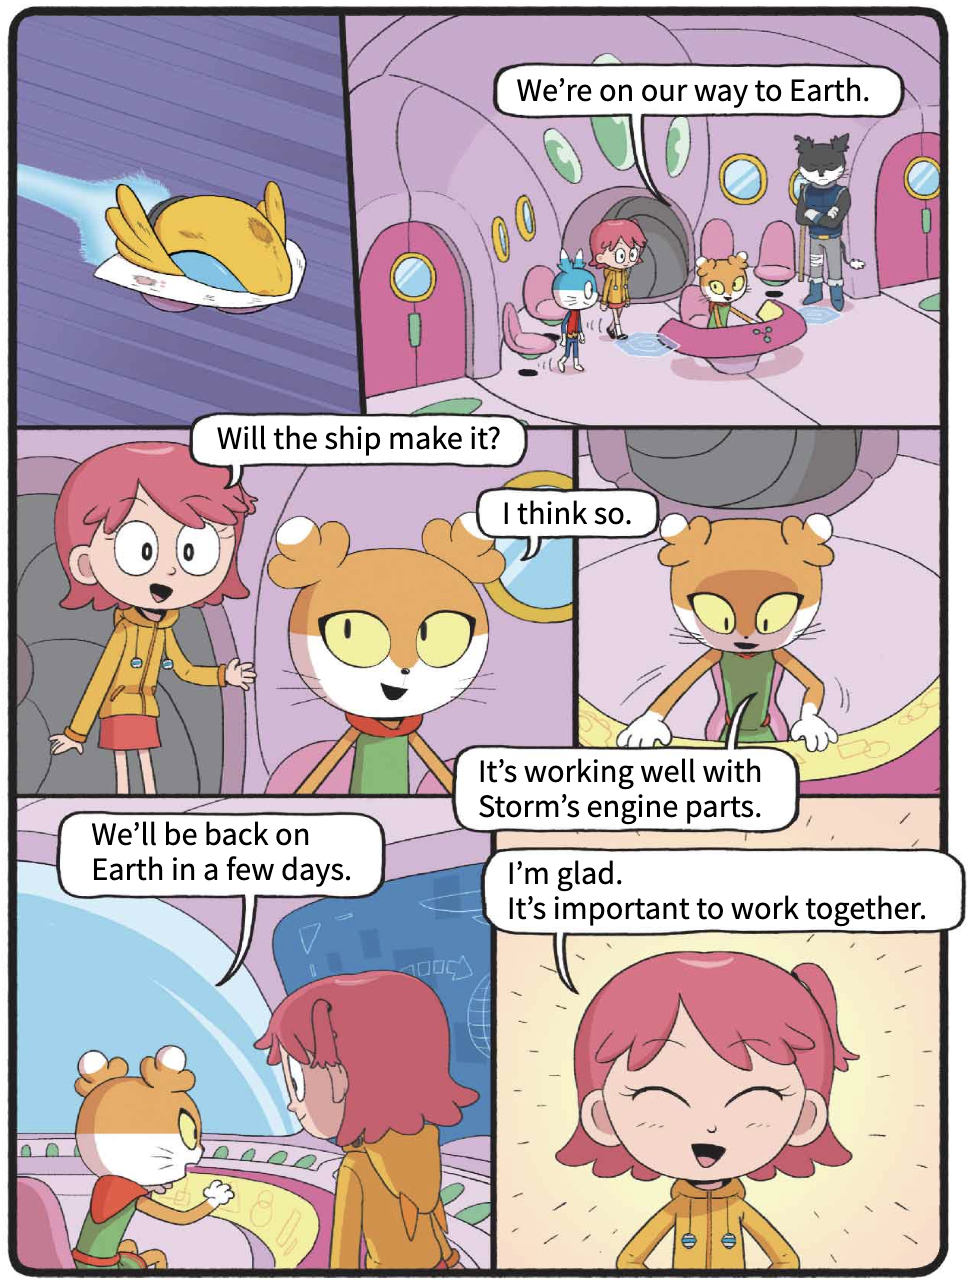 We’re on our way to Earth.
Will the ship make it?
I think so.
It’s working well with
Storm’s engine parts.
We’ll be back on
Earth in a few days.
I’m glad.
It’s important to work together.